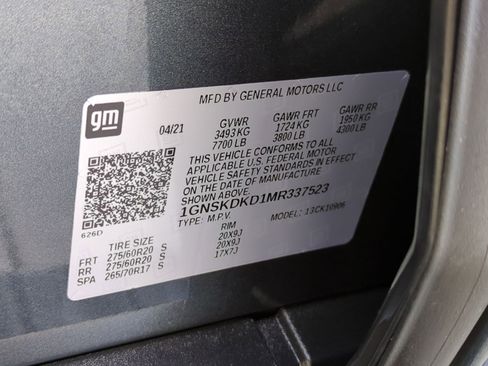 gm
MFD BY GENERAL MOTORS LLC
04/21 GVWR GAWR FRT GAWR RR
3493 KG 1724 KG 1950 KG
7700 LB 3800 LB 4300 LB
THIS VEHICLE CONFORMS TO ALL
APPLICABLE U.S. FEDERAL MOTOR
VEHICLE SAFETY STANDARDS IN EFFECT
ON THE DATE OF MANUFACTURE
SHOWN ABOVE.
1GNSKDKD1MR337523
TYPE: M.P.V. MODEL: 13CK10906
626D
TIRE SIZE RIM
FRT 275/60R20 S 20X9J
RR 275/60R20 S 20X9J
SPA 265/70R17 S 17X7J